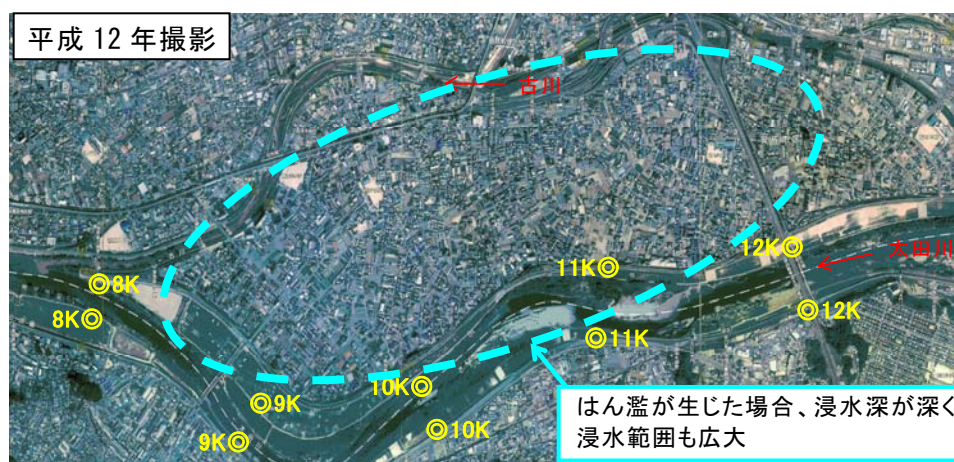 平成 12 年撮影
古川
12K◎
太田川
11K◎
◎8K
8K◎
◎12K
◎11K
10K◎
◎9K
◎10K
9K◎
はん濫が生じた場合、浸水深が深く
浸水範囲も広大